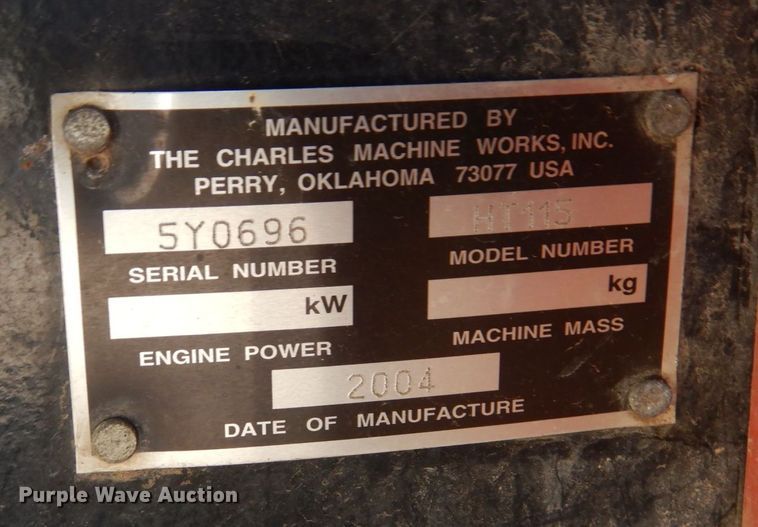 MANUFACTURED BY
THE CHARLES MACHINE WORKS, INC.
PERRY, OKLAHOMA 73077 USA
5Y0696 HT115
SERIAL NUMBER MODEL NUMBER
kW kg
ENGINE POWER MACHINE MASS
2004
DATE OF MANUFACTURE
Purple Wave Auction